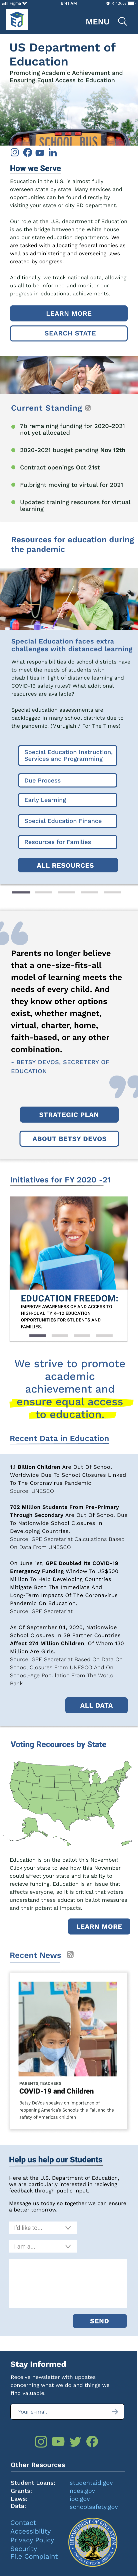 Figma
9:41 AM
100%
ED
MENU
US Department of
Education
Promoting Academic Achievement and
Ensuring Equal Access to Education
SCHOOL BUS
How we Serve
Education in the U.S. is almost fully
governed state by state. Many services and
opportunities can be found directly by
visiting your state or city ED department.
Our role at the U.S. department of Education
is as the bridge between the White house
and our state education departments. We
are tasked with allocating federal monies as
well as administering and overseeing laws
created by congress.
Additionally, we track national data, allowing
us all to be informed and monitor our
progress in educational achievements.
LEARN MORE
SEARCH STATE
Current Standing
7b remaining funding for 2020-2021
not yet allocated
2020-2021 budget pending Nov 12th
Contract openings Oct 21st
Fulbright moving to virtual for 2021
Updated training resources for virtual
learning
Resources for education during
the pandemic
Special Education faces extra
challenges with distanced learning
What responsibilities do school districts have
to meet the needs of students with
disabilities in light of distance learning and
COVID-19 safety rules? What additional
resources are available?
Special education assessments are
backlogged in many school districts due to
the pandemic. (Murugiah / For The Times)
Special Education Instruction,
Services and Programming
Due Process
Early Learning
Special Education Finance
Resources for Families
ALL RESOURCES
Parents no longer believe
that a one-size-fits-all
model of learning meets the
needs of every child. And
they know other options
exist, whether magnet,
virtual, charter, home,
faith-based, or any other
combination.
- BETSY DEVOS, SECRETERY OF
EDUCATION
STRATEGIC PLAN
ABOUT BETSY DEVOS
Initiatives for FY 2020 -21
EDUCATION FREEDOM:
IMPROVE AWARENESS OF AND ACCESS TO
HIGH-QUALITY K-12 EDUCATION
OPPORTUNITIES FOR STUDENTS AND
FAMILIES.
We strive to promote
academic
achievement and
ensure equal access
to education.
Recent Data in Education
1.1 Billion Children Are Out Of School
Worldwide Due To School Closures Linked
To The Coronavirus Pandemic.
Source: UNESCO
702 Million Students From Pre-Primary
Through Secondary Are Out Of School Due
To Nationwide School Closures In
Developing Countries.
Source: GPE Secretariat Calculations Based
On Data From UNESCO
On June 1st, GPE Doubled Its COVID-19
Emergency Funding Window To US$500
Million To Help Developing Countries
Mitigate Both The Immediate And
Long-Term Impacts Of The Coronavirus
Pandemic On Education.
Source: GPE Secretariat
As Of September 04, 2020, Nationwide
School Closures In 39 Partner Countries
Affect 274 Million Children, Of Whom 130
Million Are Girls.
Source: GPE Secretariat Based On Data On
School Closures From UNESCO And On
School-Age Population From The World
Bank
ALL DATA
Voting Recources by State
Education is on the ballot this November!
Click your state to see how this November
could affect your state and its ability to
educate. Education is an issue that
affects everyone, so it is critical that voters
understand these education ballot measures
and their potential impacts.
LEARN MORE
Recent News
PARENTS,TEACHERS
COVID-19 and Children
Betsy DeVos speaks on importance of
reopening America's Schools this Fall and the
safety of American children
Help us help our Students
Here at the U.S. Department of Education,
we are particularly interested in recieving
feedback through public input.
Message us today so together we can ensure
a better tomorrow.
I'd like to...
I am a...
SEND
Stay Informed
Receive newsletter with updates
concerning what we do and things we
find valuable.
Your e-mail
Other Resources
Student Loans: studentaid.gov
Grants: nces.gov
Laws: loc.gov
Data: schoolsafety.gov
Contact
Accessibility
Privacy Policy
Security
File Complaint